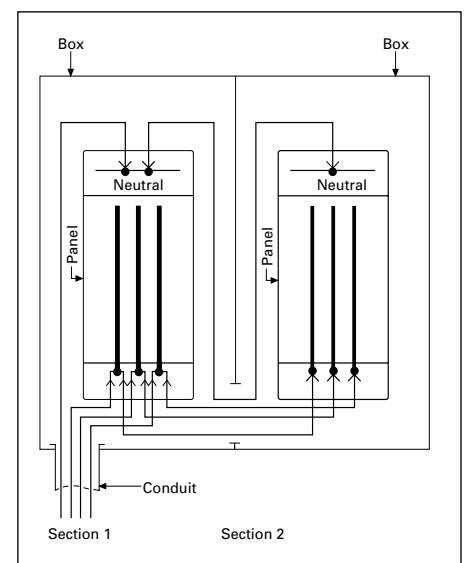 Box
Box
Neutral
Neutral
Panel
Panel
Conduit
Section 1
Section 2